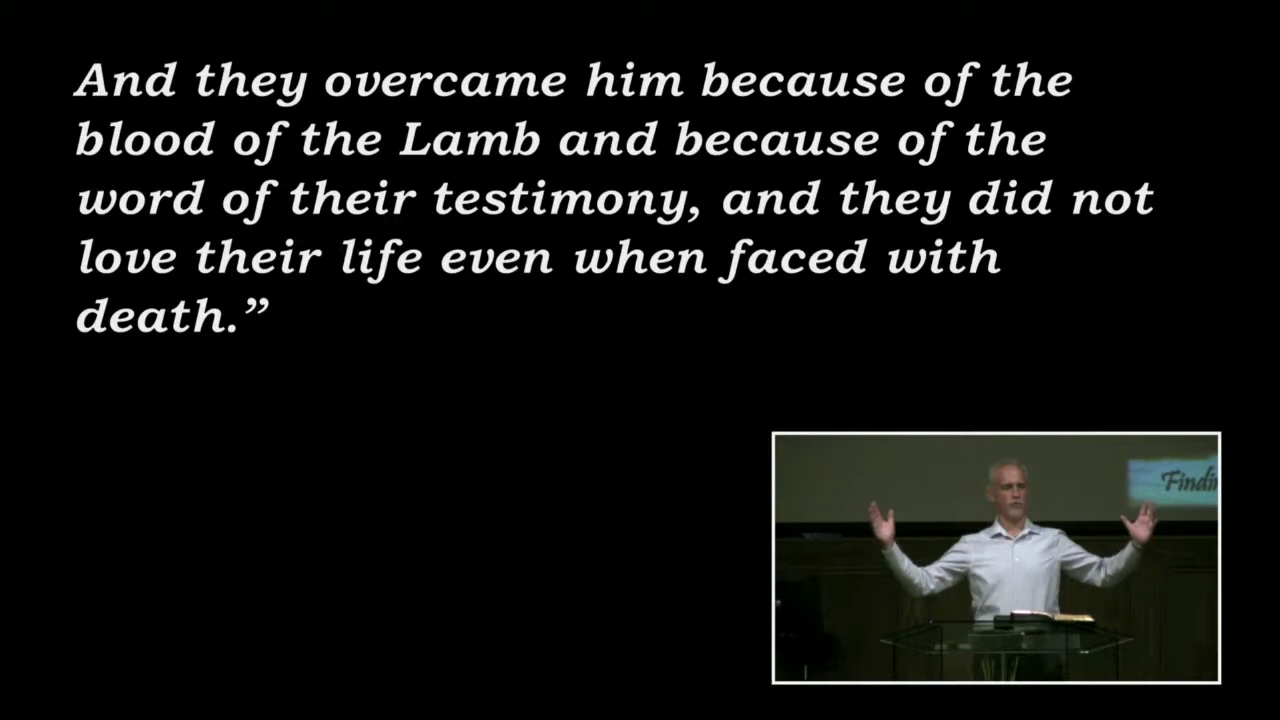 And they overcame him because of the
blood of the Lamb and because of the
word of their testimony, and they did not
love their life even when faced with
death.”